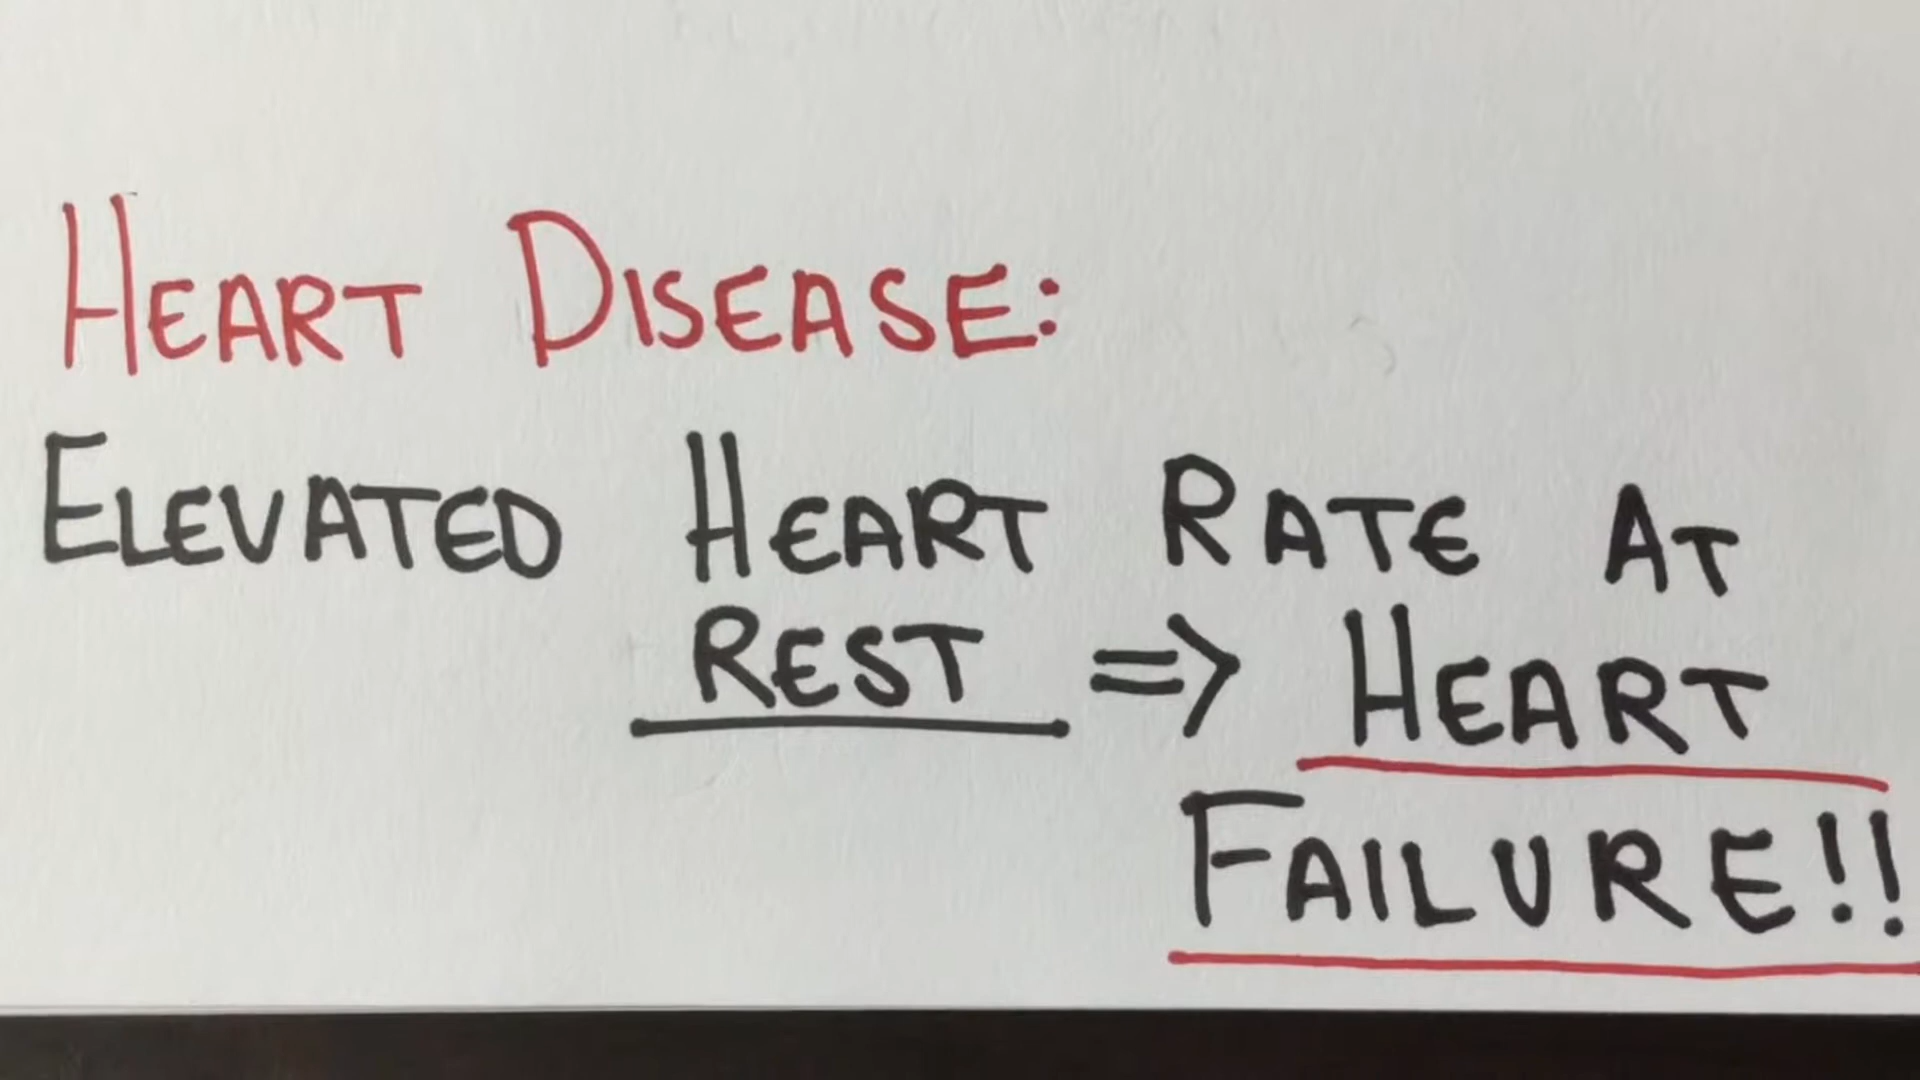 HEART DISEASE:
ELEVATED HEART RATE AT
REST => HEART
FAILURE!!